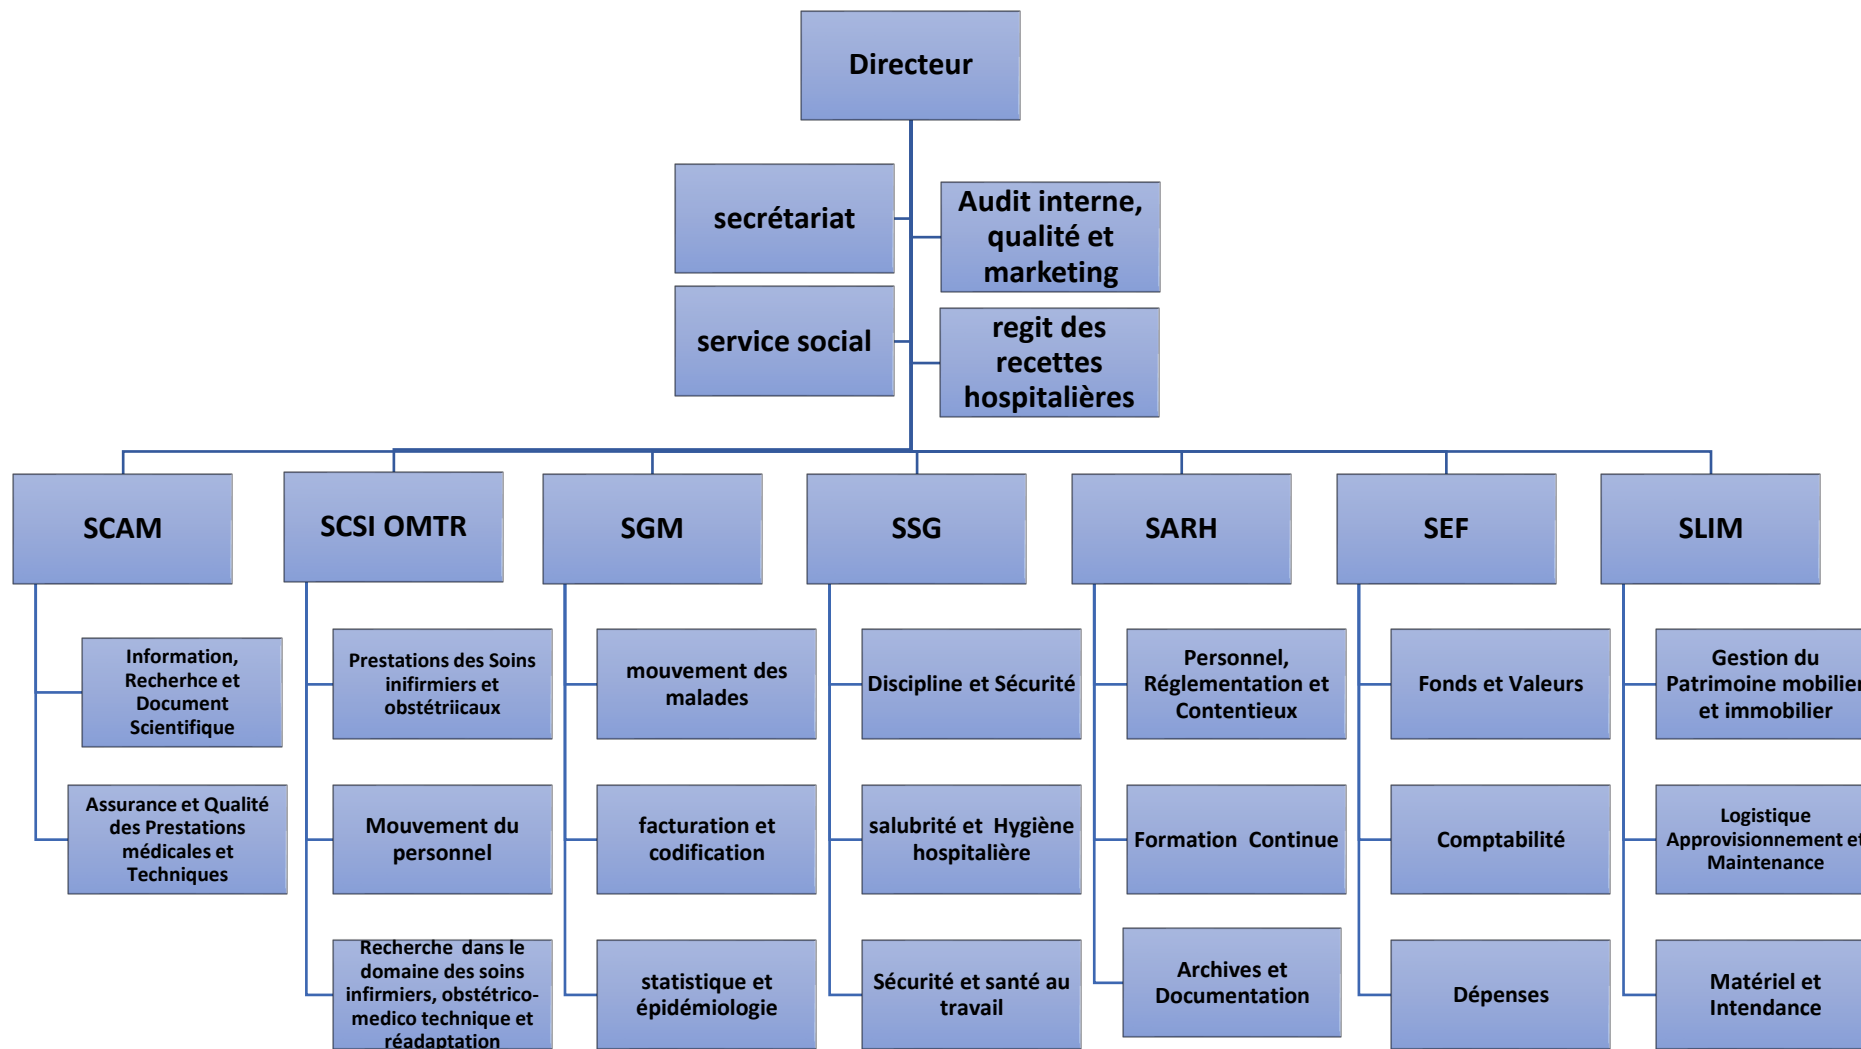 Directeur
secrétariat
Audit interne,
qualité et
marketing
service social
regit des
recettes
hospitalières
SCAM
SCSI OMTR
SGM
SSG
SARH
SEF
SLIM
Information,
Recherhce et
Document
Scientifique
Assurance et Qualité
des Prestations
médicales et
Techniques
Prestations des Soins
inifirmiers et
obstétriicaux
Mouvement du
personnel
Recherche dans le
domaine des soins
infirmiers, obstétrico-
medico technique et
réadaptation
mouvement des
malades
facturation et
codification
statistique et
épidémiologie
Discipline et Sécurité
salubrité et Hygiène
hospitalière
Sécurité et santé au
travail
Personnel,
Réglementation et
Contentieux
Formation Continue
Archives et
Documentation
Fonds et Valeurs
Comptabilité
Dépenses
Gestion du
Patrimoine mobilier
et immobilier
Logistique
Approvisionnement et
Maintenance
Matériel et
Intendance